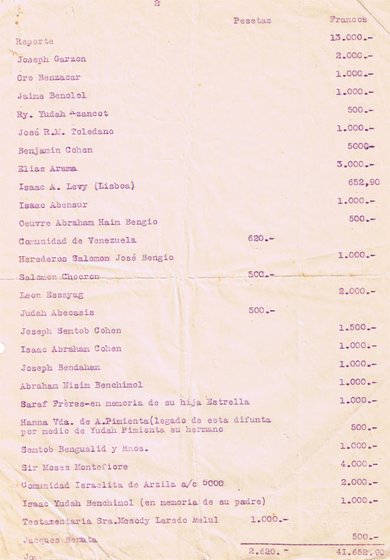 2
Pesetas Francos
Reporte 13.000.-
Joseph Garzon 2.000.-
Oro Benzacar 1.000.-
Jaime Benolol 1.000.-
Ry. Yudah Azancot 500.-
José R.M. Toledano 1.000.-
Benjamin Cohen 5000-
Elias Arama 3.000.-
Isaac A. Levy (Lisboa) 652,90
Isaac Abensur 1.000.-
Oeuvre Abraham Haim Bengio 500.-
Comunidad de Venezuela 620.-
Herederos Salomon José Bengio 1.000.-
Salomon Chocron 500.-
Leon Essayag 2.000.-
Judah Abecasis 500.-
Joseph Semtob Cohen 1.500.-
Isaac Abraham Cohen 1.000.-
Joseph Bendahan 1.000.-
Abraham Nisim Benchimol 1.000.-
Saraf Frères-en memoria de su hija Estrella 1.000.-
Hanna Vda. de A.Pimienta(legado de esta difunta
por medio de Yudah Pimienta su hermano 500.-
Semtob Benguslid y Hnos. 1.000.-
Sir Moses Montefiore 4.000.-
Comunidad Israelita de Arzila a/c 5000 2.000.-
Isaac Yudah Benchimol (en memoria de su padre) 1.000.-
Testamentaria Sra.Mesody Laredo Melul 1.000.-
Jacques Bemata 500.-
2.620.- 41.652.90